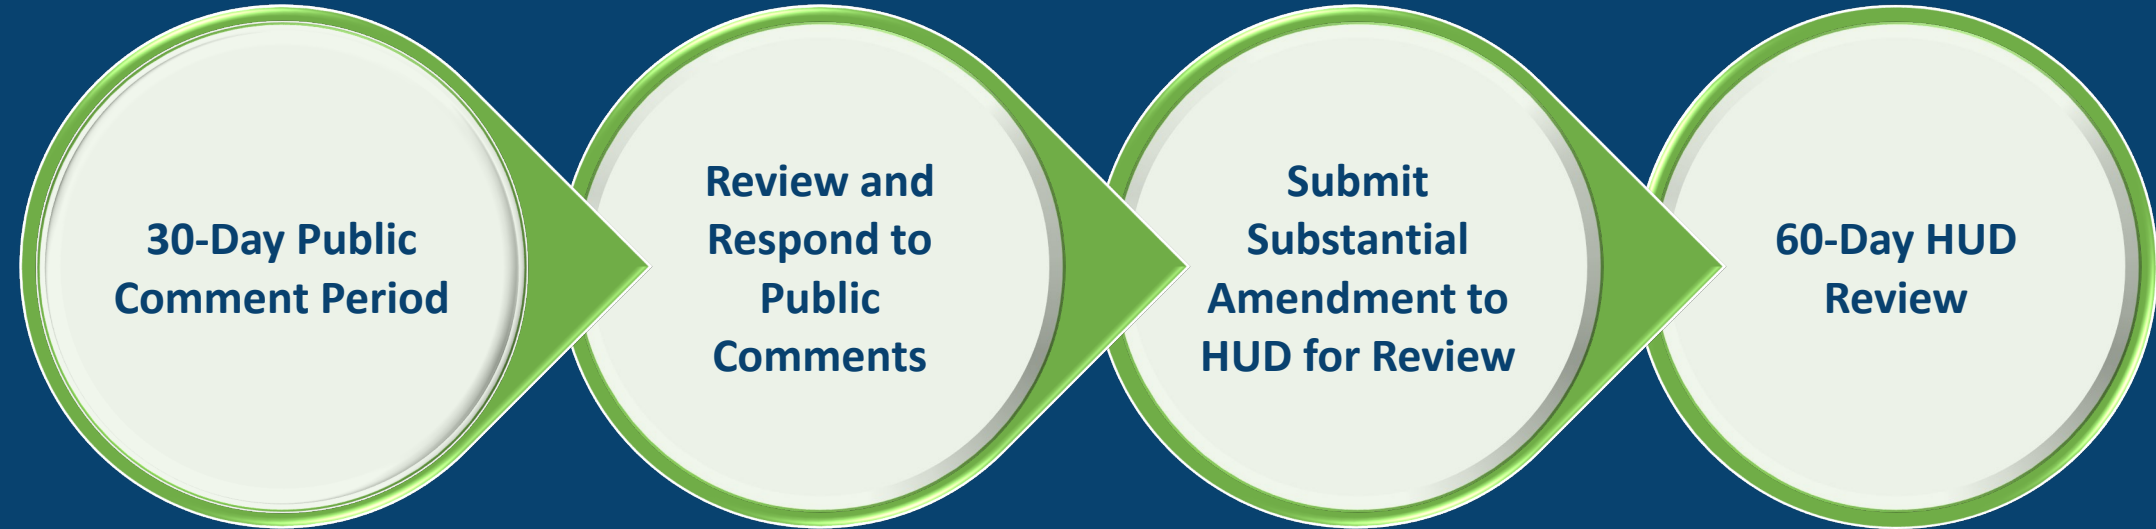 30-Day Public
Comment Period
Review and
Respond to
Public
Comments
Submit
Substantial
Amendment to
HUD for Review
60-Day HUD
Review